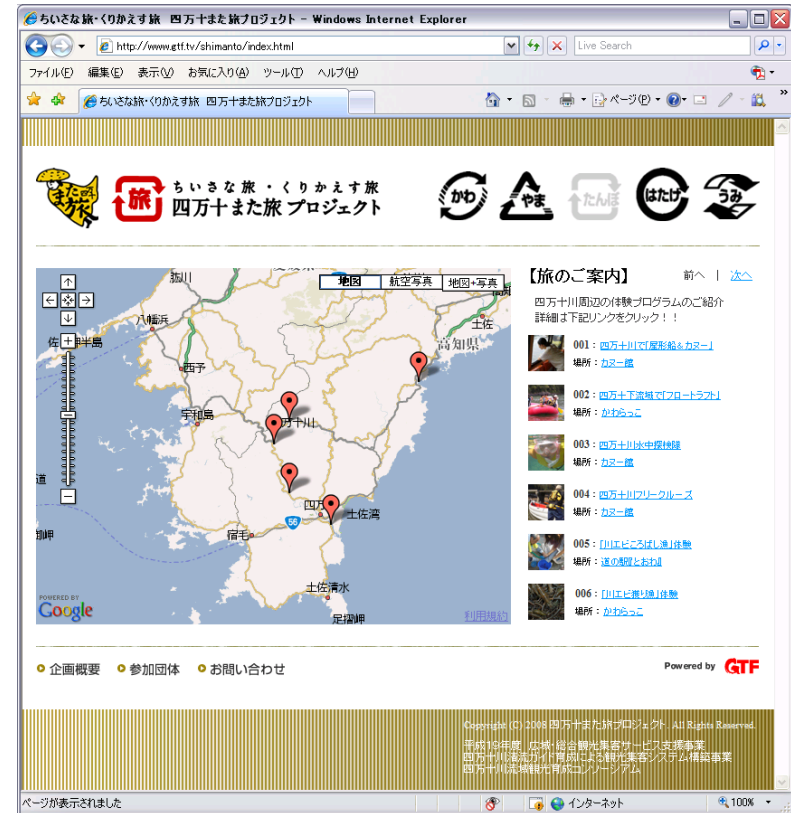 ちいさな旅・くりかえす旅 四万十また旅プロジェクト - Windows Internet Explorer
http://www.gtf.tv/shimanto/index.html
Live Search
ファイル(F) 編集(E) 表示(V) お気に入り(A) ツール(T) ヘルプ(H)
ちいさな旅・くりかえす旅 四万十また旅プロジェクト
ページ(P)
また旅
旅
ちいさな旅・くりかえす旅
四万十また旅プロジェクト
かわ
やま
たんぼ
はたけ
うみ
地図
航空写真
地図+写真
八幡浜
西予
宇和島
高知県
土佐
四万十川
四万
56
土佐湾
宿毛
土佐清水
足摺岬
POWERED BY
Google
利用規約
【旅のご案内】
前へ | 次へ
四万十川周辺の体験プログラムのご紹介
詳細は下記リンクをクリック！！
001：四万十川で｢屋形船&カヌー｣
場所：カヌー館
002：四万十下流域で｢フロートラフト｣
場所：かわらっこ
003：四万十川水中探検隊
場所：カヌー館
004：四万十川フリークルーズ
場所：カヌー館
005：｢川エビころばし漁｣体験
場所：道の駅｢とおわ｣
006：｢川エビ獲り漁｣体験
場所：かわらっこ
企画概要 参加団体 お問い合わせ
Powered by GTF
Copyright (C) 2008 四万十また旅プロジェクト. All Rights Reserved.
平成19年度 広域・総合観光集客サービス支援事業
四万十川清流ガイド育成による観光集客システム構築事業
四万十川流域観光育成コンソーシアム
ページが表示されました
インターネット
100%